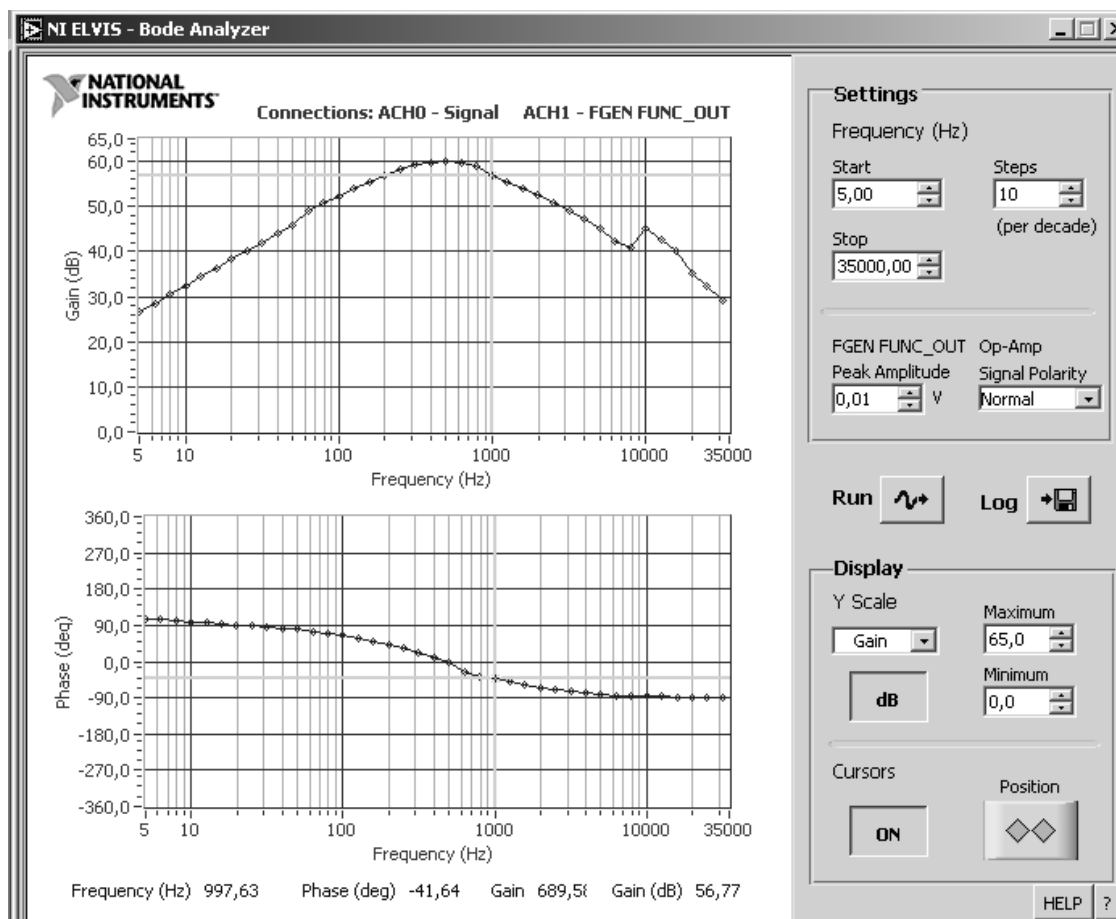 NI ELVIS - Bode Analyzer
NATIONAL
INSTRUMENTS™
Connections: ACH0 - Signal ACH1 - FGEN FUNC_OUT
65,0
60,0
50,0
40,0
30,0
20,0
10,0
0,0
Gain (dB)
5 10 100 1000 10000 35000
Frequency (Hz)
360,0
270,0
180,0
90,0
0,0
-90,0
-180,0
-270,0
-360,0
Phase (deg)
5 10 100 1000 10000 35000
Frequency (Hz)
Frequency (Hz) 997,63 Phase (deg) -41,64 Gain 689,58 Gain (dB) 56,77
Settings
Frequency (Hz)
Start Steps
5,00 10
(per decade)
Stop
35000,00
FGEN FUNC_OUT Op-Amp
Peak Amplitude Signal Polarity
0,01 V Normal
Run Log
Display
Y Scale Maximum
Gain 65,0
Minimum
dB 0,0
Cursors Position
ON
HELP ?